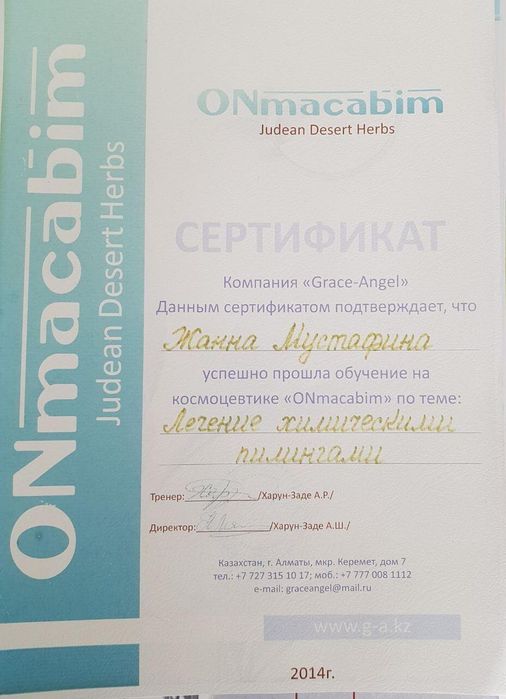 ONmacabim
Judean Desert Herbs
ONmacabim
Judean Desert Herbs
СЕРТИФИКАТ
Компания «Grace-Angel»
Данным сертификатом подтверждает, что
Жанна Мустафина
успешно прошла обучение на
космоцевтике «ONmacabim» по теме:
Лечение химическими
пилингами
Тренер: /Харун-Заде А.Р./
Директор: /Харун-Заде А.Ш./
Казахстан, г. Алматы, мкр. Керемет, дом 7
тел.: +7 727 315 10 17; моб.: +7 777 008 1112
e-mail: graceangel@mail.ru
www.g-a.kz
2014г.